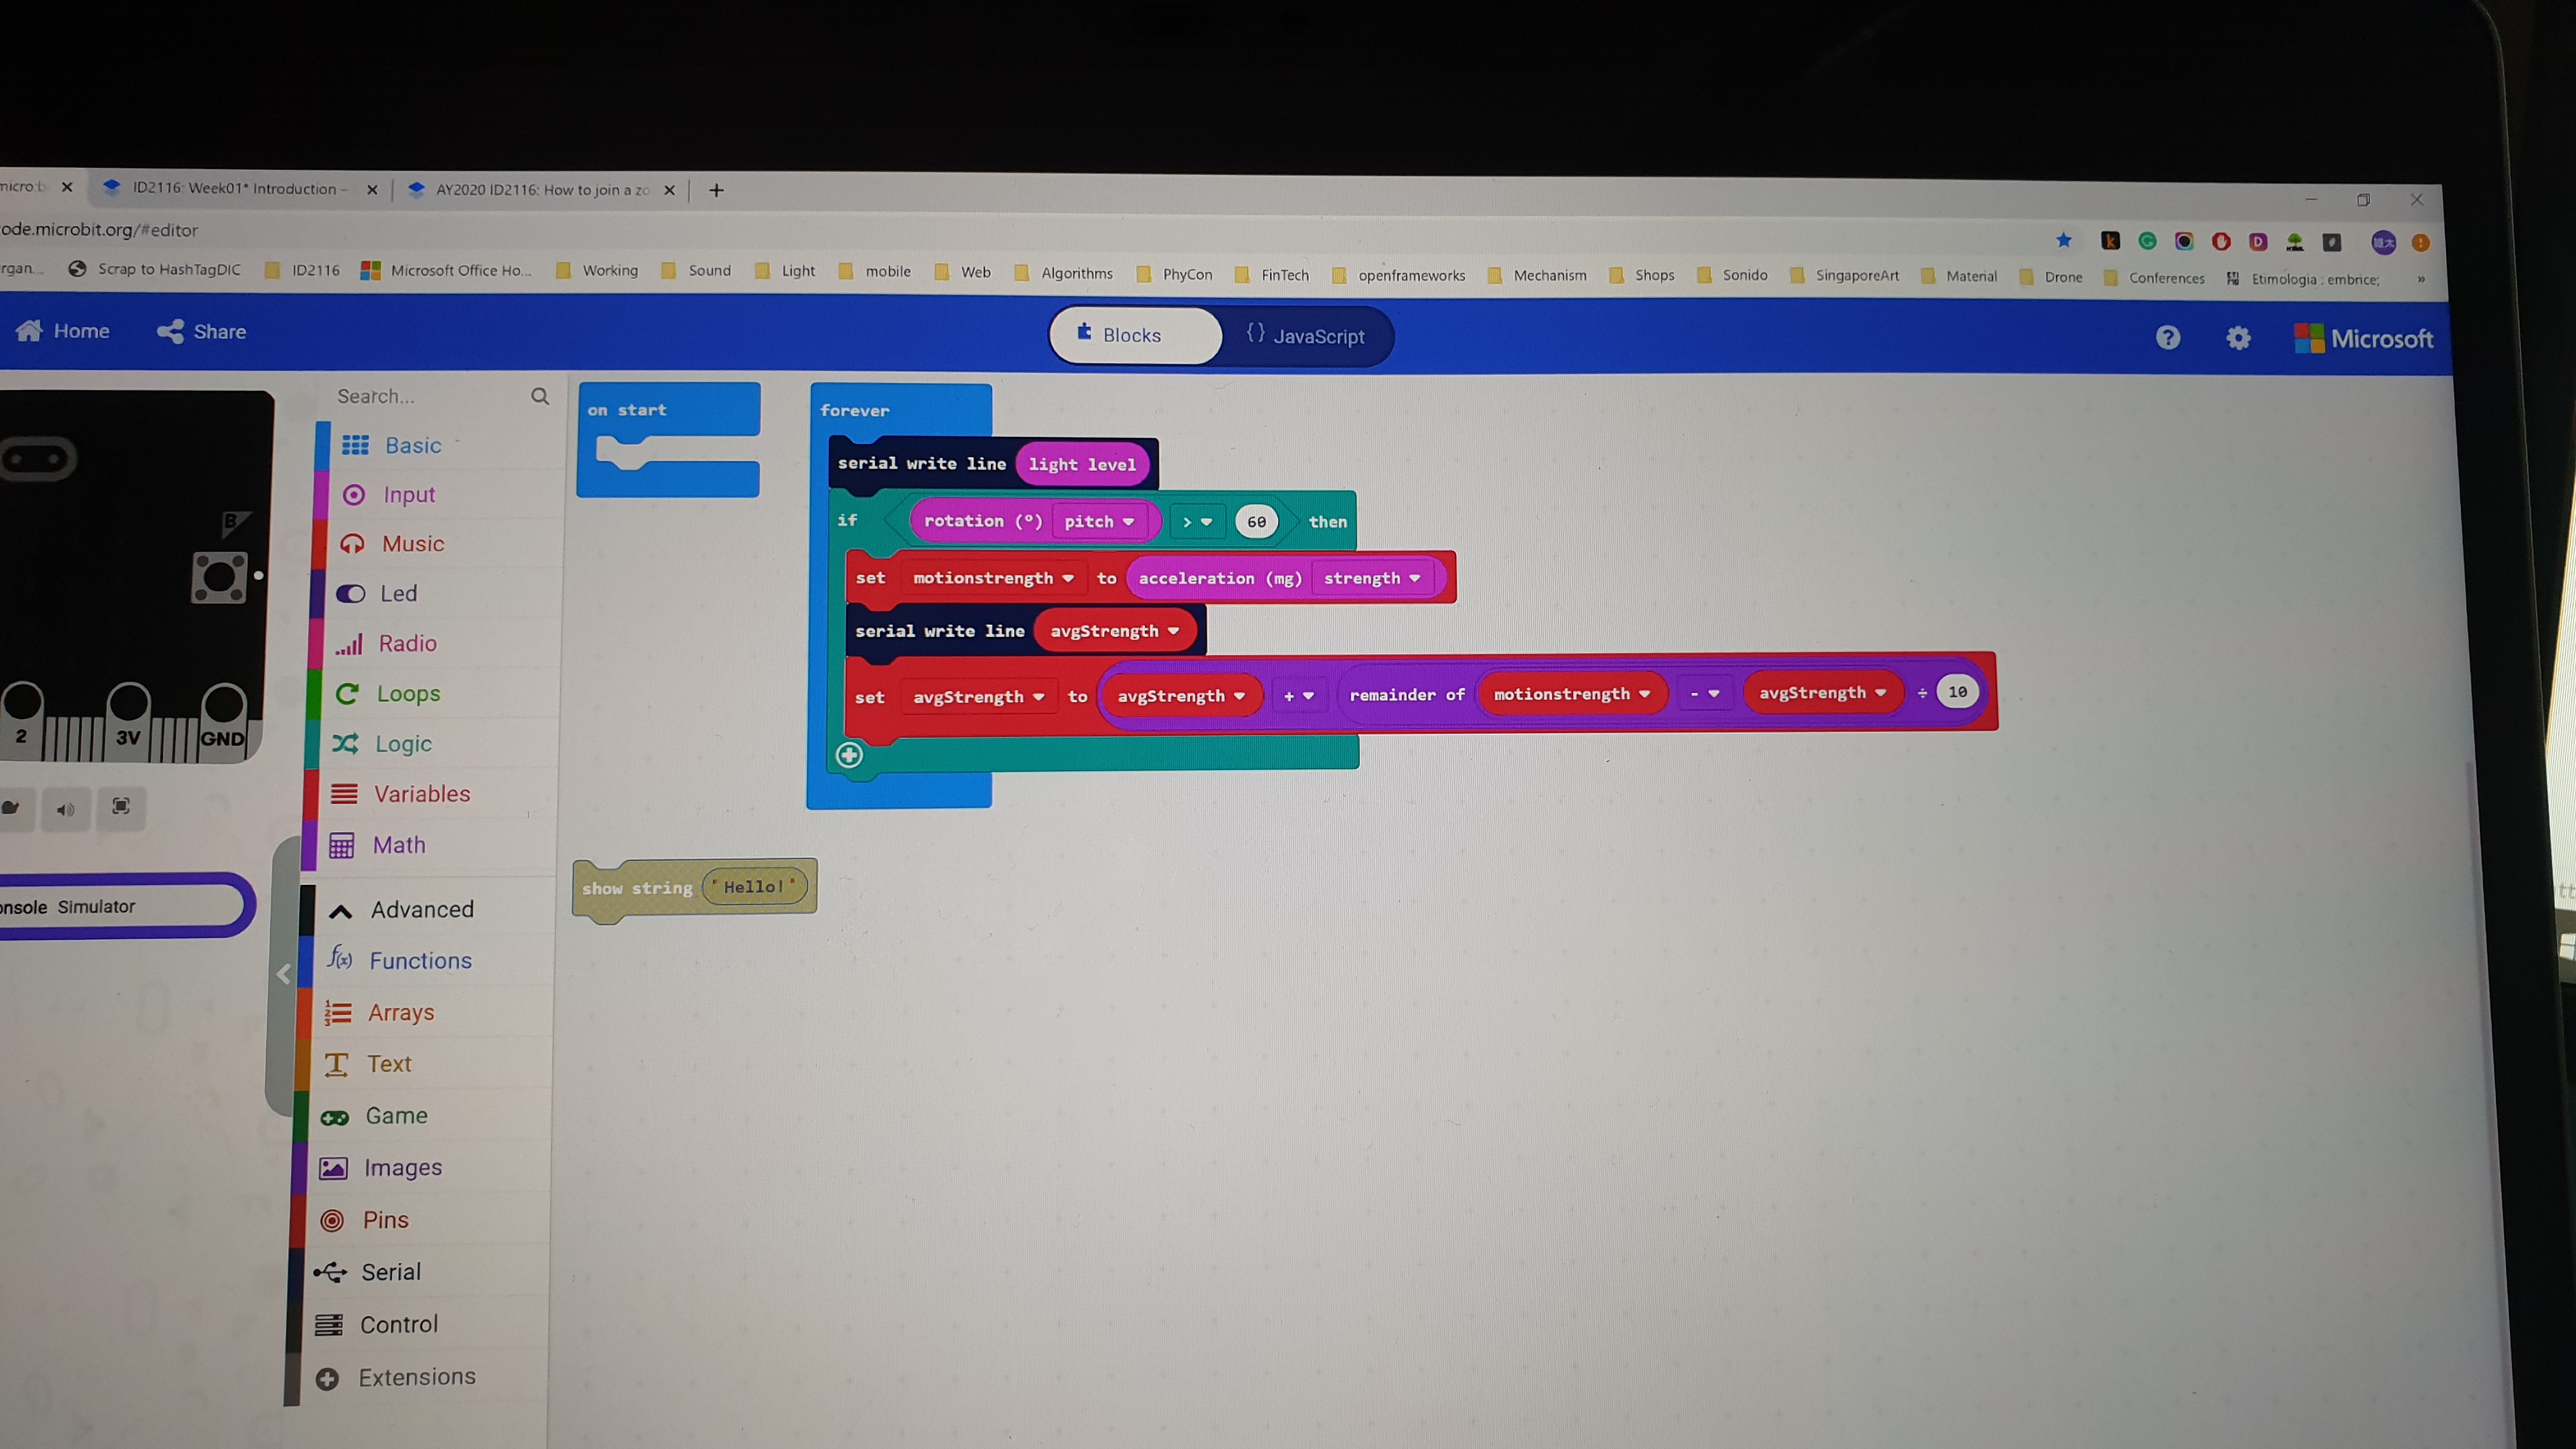 micro b
ID2116: Week01* Introduction –
AY2020 ID2116: How to join a zo
ode.microbit.org/#editor
rgan... Scrap to HashTagDIC ID2116 Microsoft Office Ho... Working Sound Light mobile Web Algorithms PhyCon FinTech openframeworks Mechanism Shops Sonido SingaporeArt Material Drone Conferences Etimologia : embrice; »
Home Share Blocks {} JavaScript ? Microsoft
Search...
Basic
Input
Music
Led
Radio
Loops
Logic
Variables
Math
Advanced
Functions
Arrays
Text
Game
Images
Pins
Serial
Control
Extensions
B
2 3V GND
onsole Simulator
on start
forever
serial write line light level
if rotation (°) pitch > 60 then
set motionstrength to acceleration (mg) strength
serial write line avgStrength
set avgStrength to avgStrength + remainder of motionstrength - avgStrength ÷ 10
show string "Hello!"